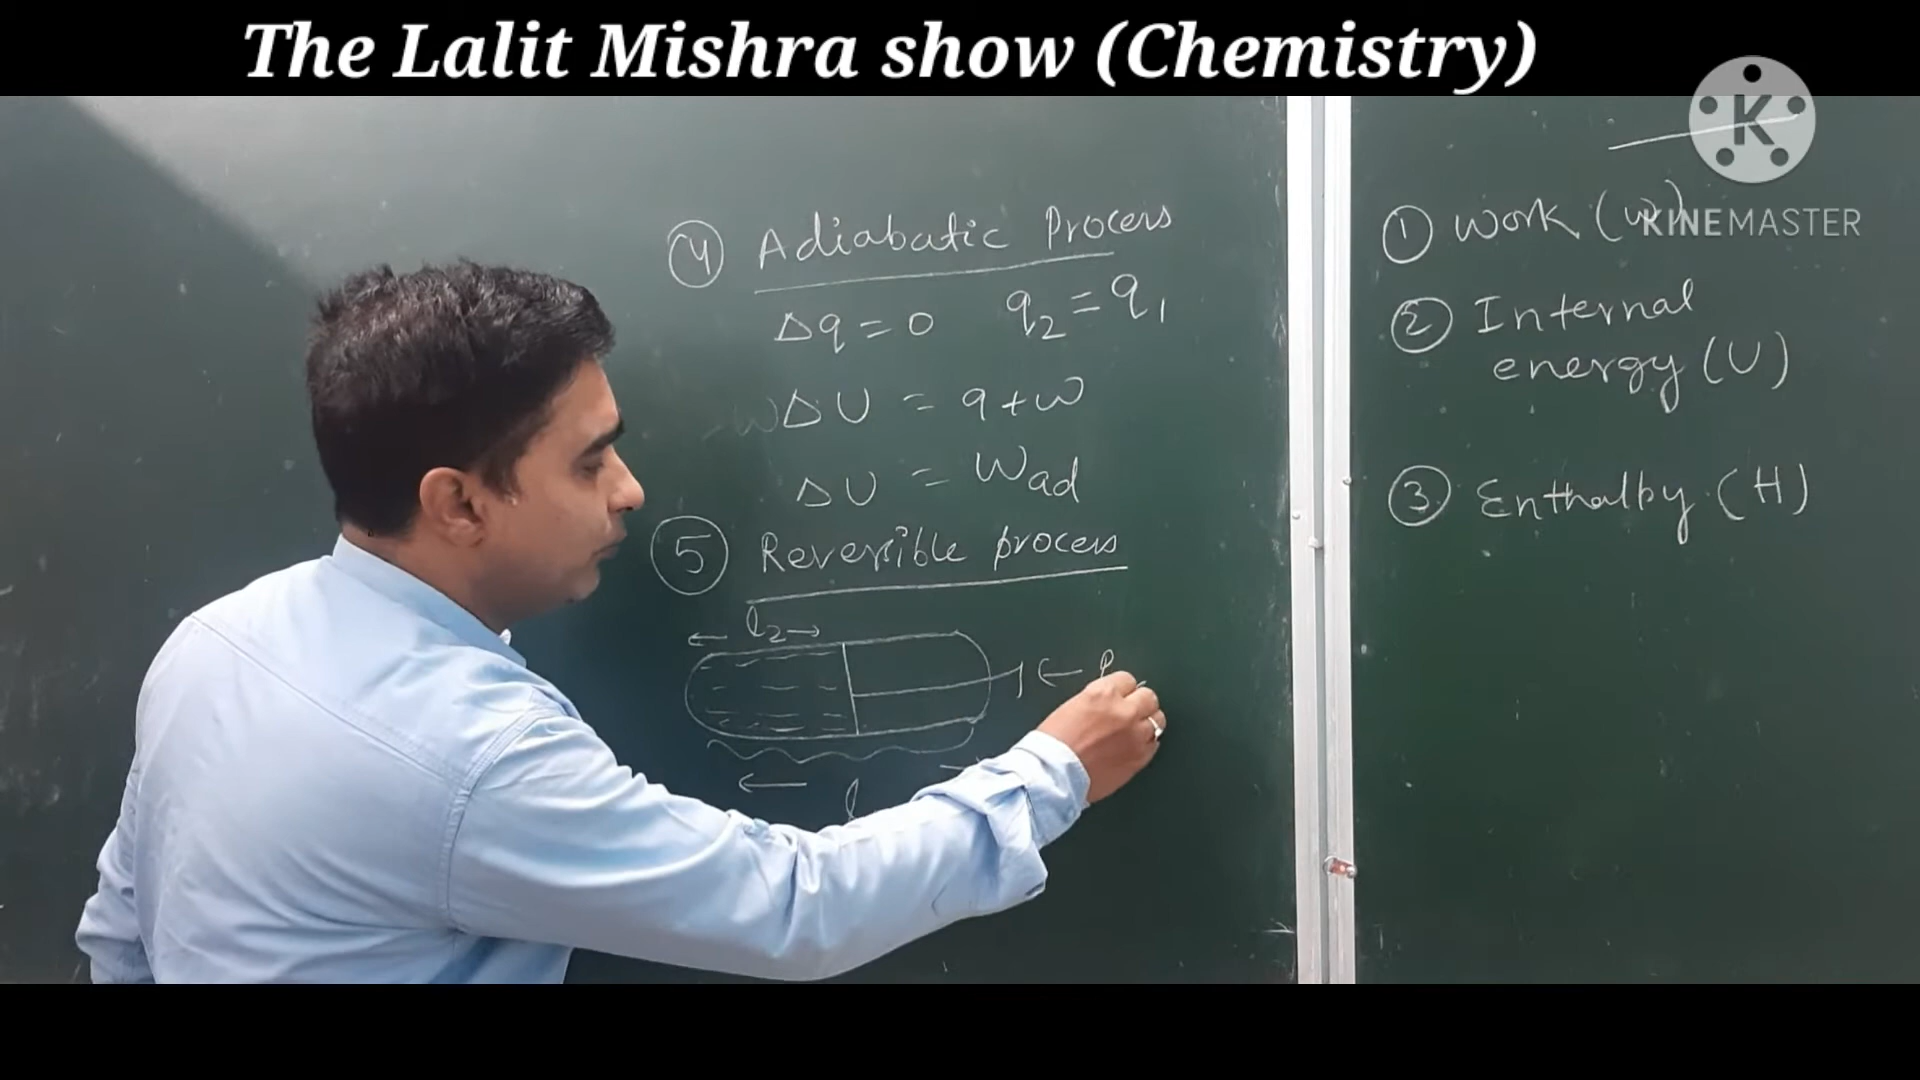 The Lalit Mishra show (Chemistry)
K
KINEMASTER
④ Adiabatic Process
Δq = 0 q₂ = q₁
ΔU = q + w
ΔU = Wad
⑤ Reversible process
← l₂ →
← P
← l →
① Work (W)
② Internal
energy (U)
③ Enthalpy (H)